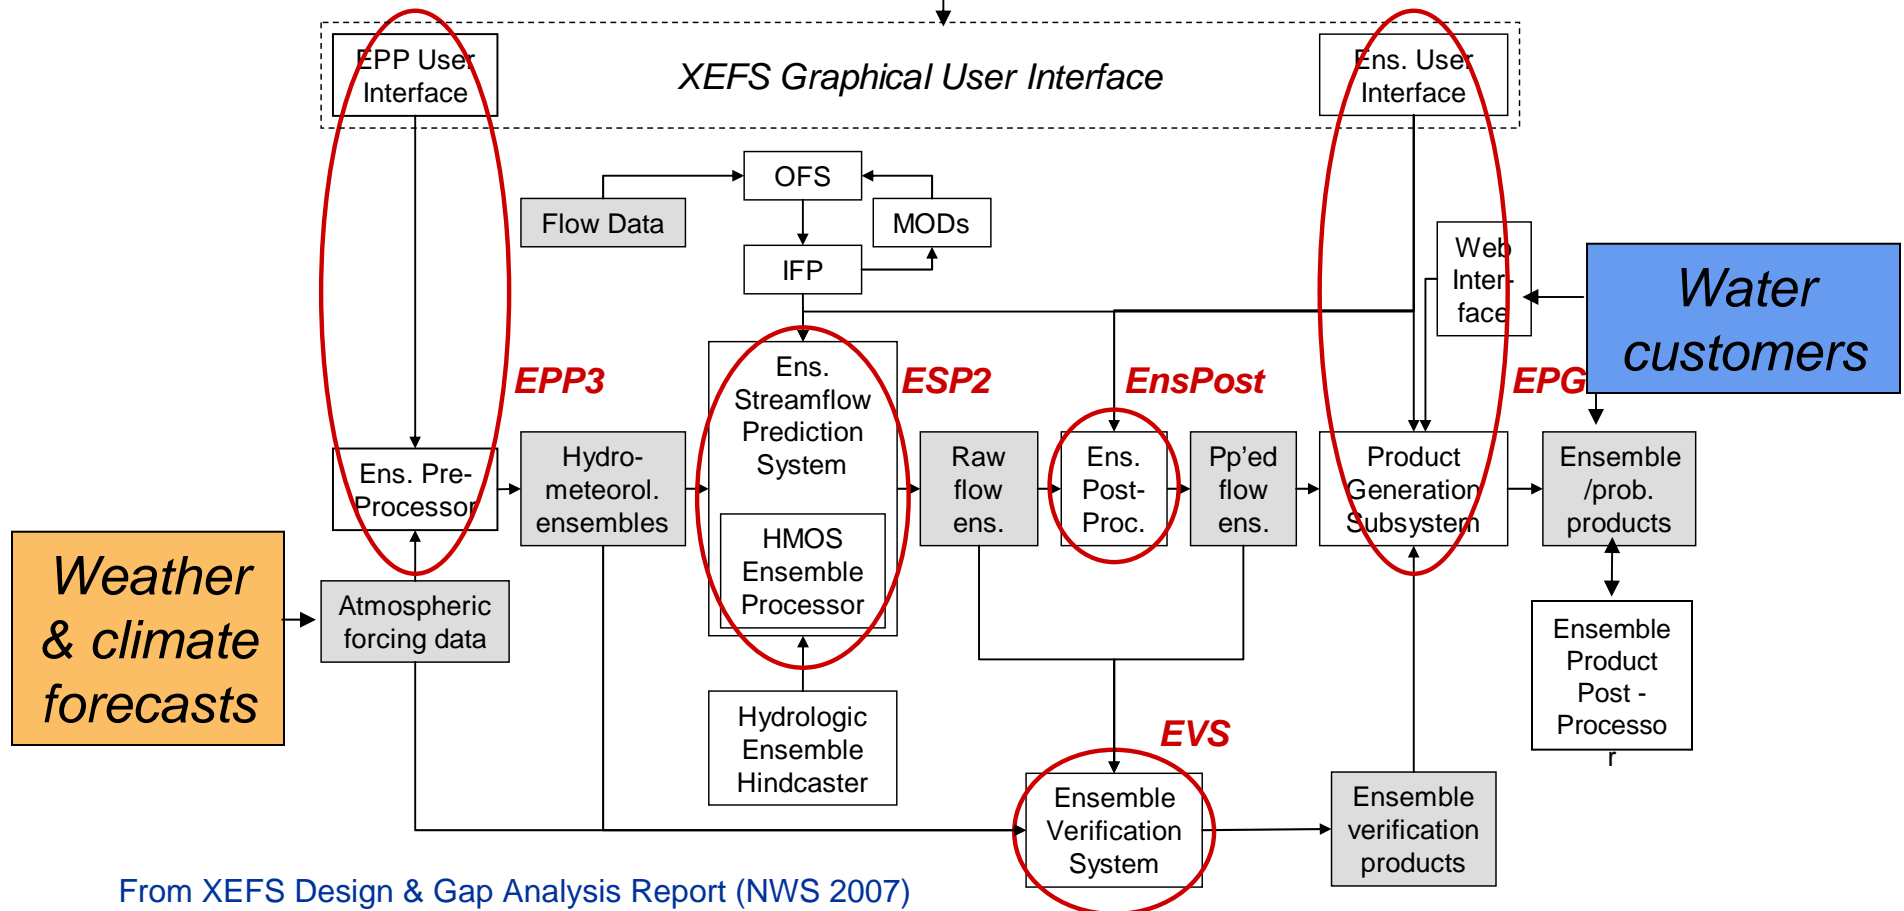 EPP User
Interface
XEFS Graphical User Interface
Ens. User
Interface
OFS
Flow Data
MODs
IFP
Web
Inter-
face
Water
customers
EPP3
Ens.
Streamflow
Prediction
System
ESP2
EnsPost
EPG
Ens. Pre-
Processor
Hydro-
meteorol.
ensembles
HMOS
Ensemble
Processor
Raw
flow
ens.
Ens.
Post-
Proc.
Pp'ed
flow
ens.
Product
Generation
Subsystem
Ensemble
/prob.
products
Weather
& climate
forecasts
Atmospheric
forcing data
Ensemble
Product
Post -
Processo
r
Hydrologic
Ensemble
Hindcaster
EVS
Ensemble
Verification
System
Ensemble
verification
products
From XEFS Design & Gap Analysis Report (NWS 2007)